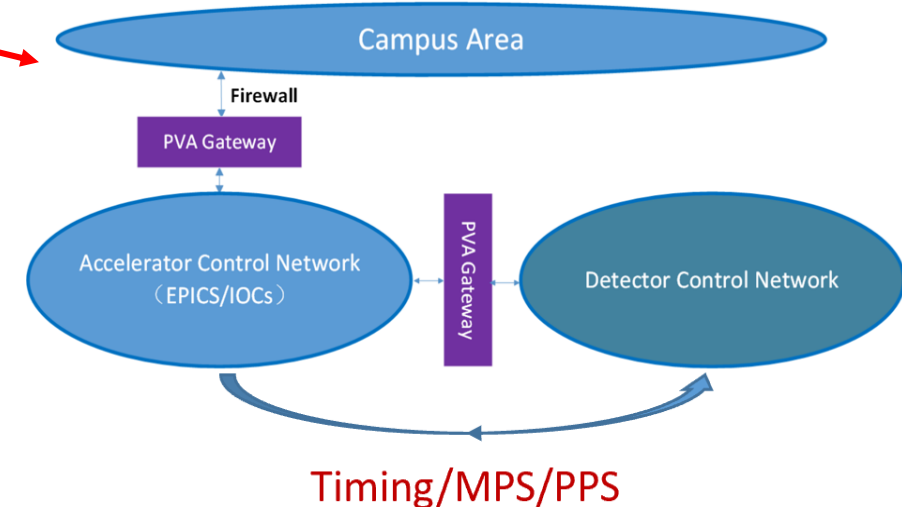 Campus Area
Firewall
PVA Gateway
Accelerator Control Network
（EPICS/IOCs）
PVA Gateway
Detector Control Network
Timing/MPS/PPS